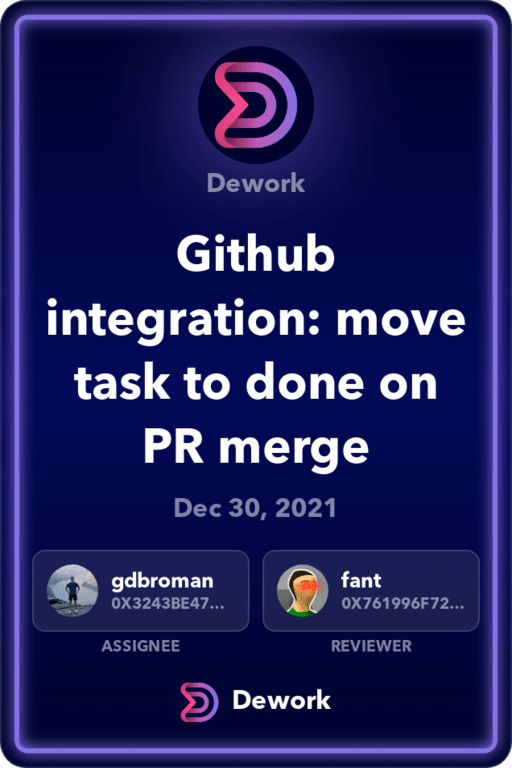 Dework
Github
integration: move
task to done on
PR merge
Dec 30, 2021
gdbroman
0X3243BE47...
ASSIGNEE
fant
0X761996F72...
REVIEWER
Dework